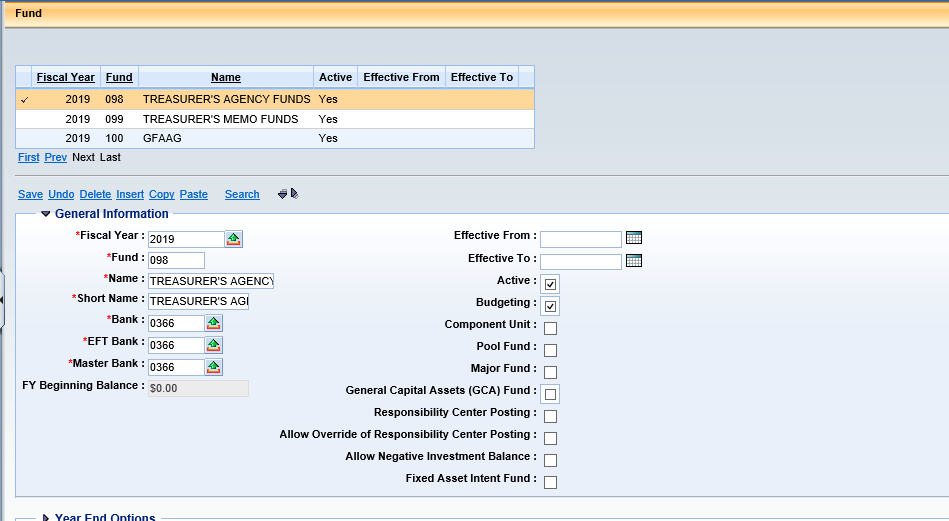 Fund
Fiscal Year Fund Name Active Effective From Effective To
2019 098 TREASURER'S AGENCY FUNDS Yes
2019 099 TREASURER'S MEMO FUNDS Yes
2019 100 GFAAG Yes
First Prev Next Last
Save Undo Delete Insert Copy Paste Search
General Information
*Fiscal Year : 2019
*Fund : 098
*Name : TREASURER'S AGENCY
*Short Name : TREASURER'S AGI
*Bank : 0366
*EFT Bank : 0366
*Master Bank : 0366
FY Beginning Balance : $0.00
Effective From :
Effective To :
Active :
Budgeting :
Component Unit :
Pool Fund :
Major Fund :
General Capital Assets (GCA) Fund :
Responsibility Center Posting :
Allow Override of Responsibility Center Posting :
Allow Negative Investment Balance :
Fixed Asset Intent Fund :
Year End Options